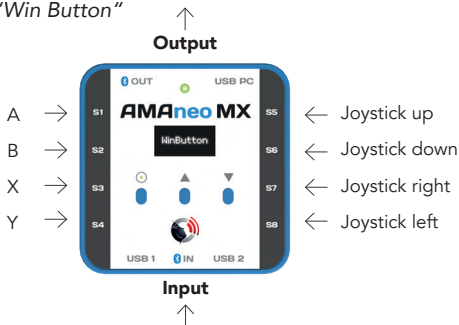 "Win Button"
Output
OUT USB PC
A S1 AMAneo MX S5 Joystick up
WinButton
B S2 S6 Joystick down
X S3 S7 Joystick right
Y S4 S8 Joystick left
USB 1 IN USB 2
Input